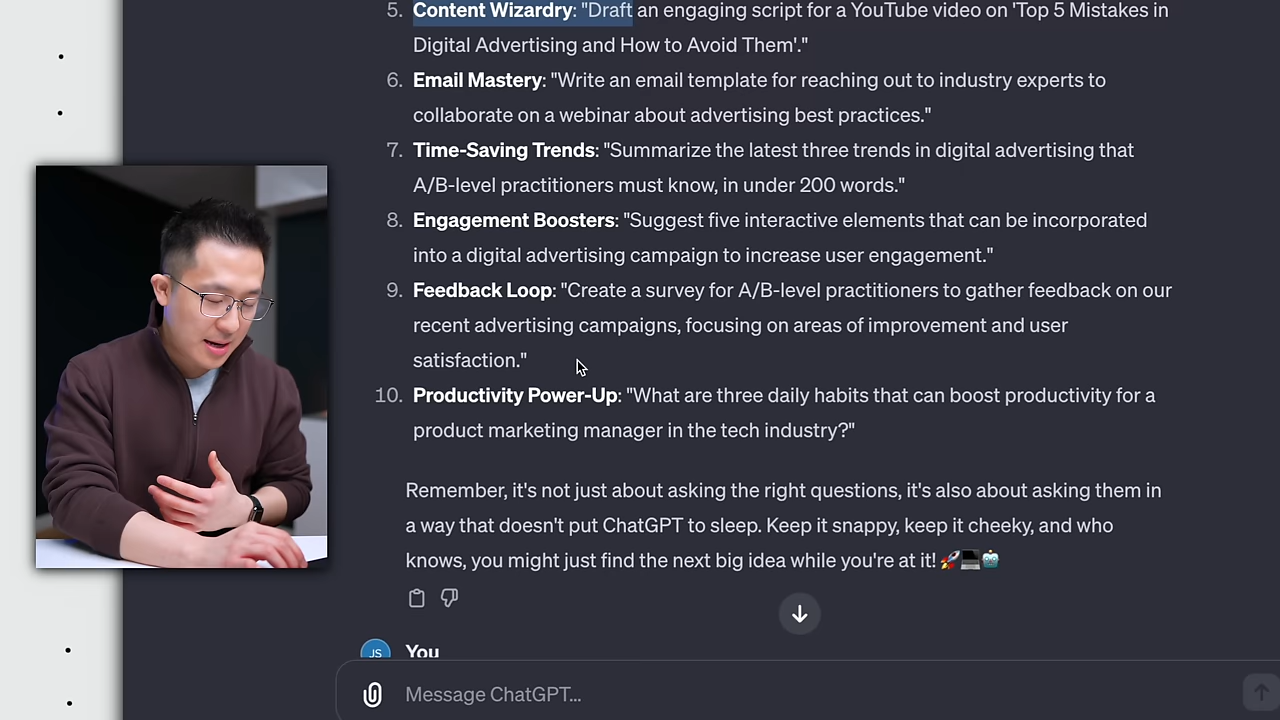 5. Content Wizardry: "Draft an engaging script for a YouTube video on 'Top 5 Mistakes in
Digital Advertising and How to Avoid Them'."
6. Email Mastery: "Write an email template for reaching out to industry experts to
collaborate on a webinar about advertising best practices."
7. Time-Saving Trends: "Summarize the latest three trends in digital advertising that
A/B-level practitioners must know, in under 200 words."
8. Engagement Boosters: "Suggest five interactive elements that can be incorporated
into a digital advertising campaign to increase user engagement."
9. Feedback Loop: "Create a survey for A/B-level practitioners to gather feedback on our
recent advertising campaigns, focusing on areas of improvement and user
satisfaction."
10. Productivity Power-Up: "What are three daily habits that can boost productivity for a
product marketing manager in the tech industry?"
Remember, it's not just about asking the right questions, it's also about asking them in
a way that doesn't put ChatGPT to sleep. Keep it snappy, keep it cheeky, and who
knows, you might just find the next big idea while you're at it! 🚀💻🤖
JS You
Message ChatGPT...